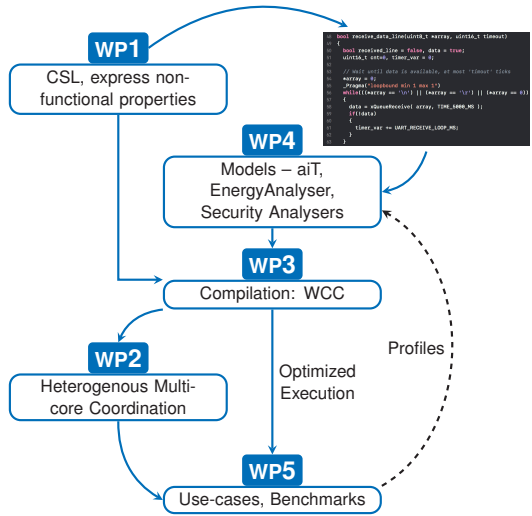 WP1
CSL, express non-
functional properties
bool receive_data_line(uint8_t *array, uint16_t timeout)
{
bool received_line = false, data = true;
uint16_t cnt=0, timer_var = 0;
// Wait until data is available, at most 'timeout' ticks
*array = 0;
_Pragma("loopbound min 1 max 1")
while(((*array == '\n') || (*array == '\r') || (*array == 0))
{
data = xQueueReceive( array, TIME_5000_MS );
if(!data)
{
timer_var += UART_RECEIVE_LOOP_MS;
}
}
WP4
Models – aiT,
EnergyAnalyser,
Security Analysers
WP3
Compilation: WCC
WP2
Heterogenous Multi-
core Coordination
Optimized
Execution
Profiles
WP5
Use-cases, Benchmarks